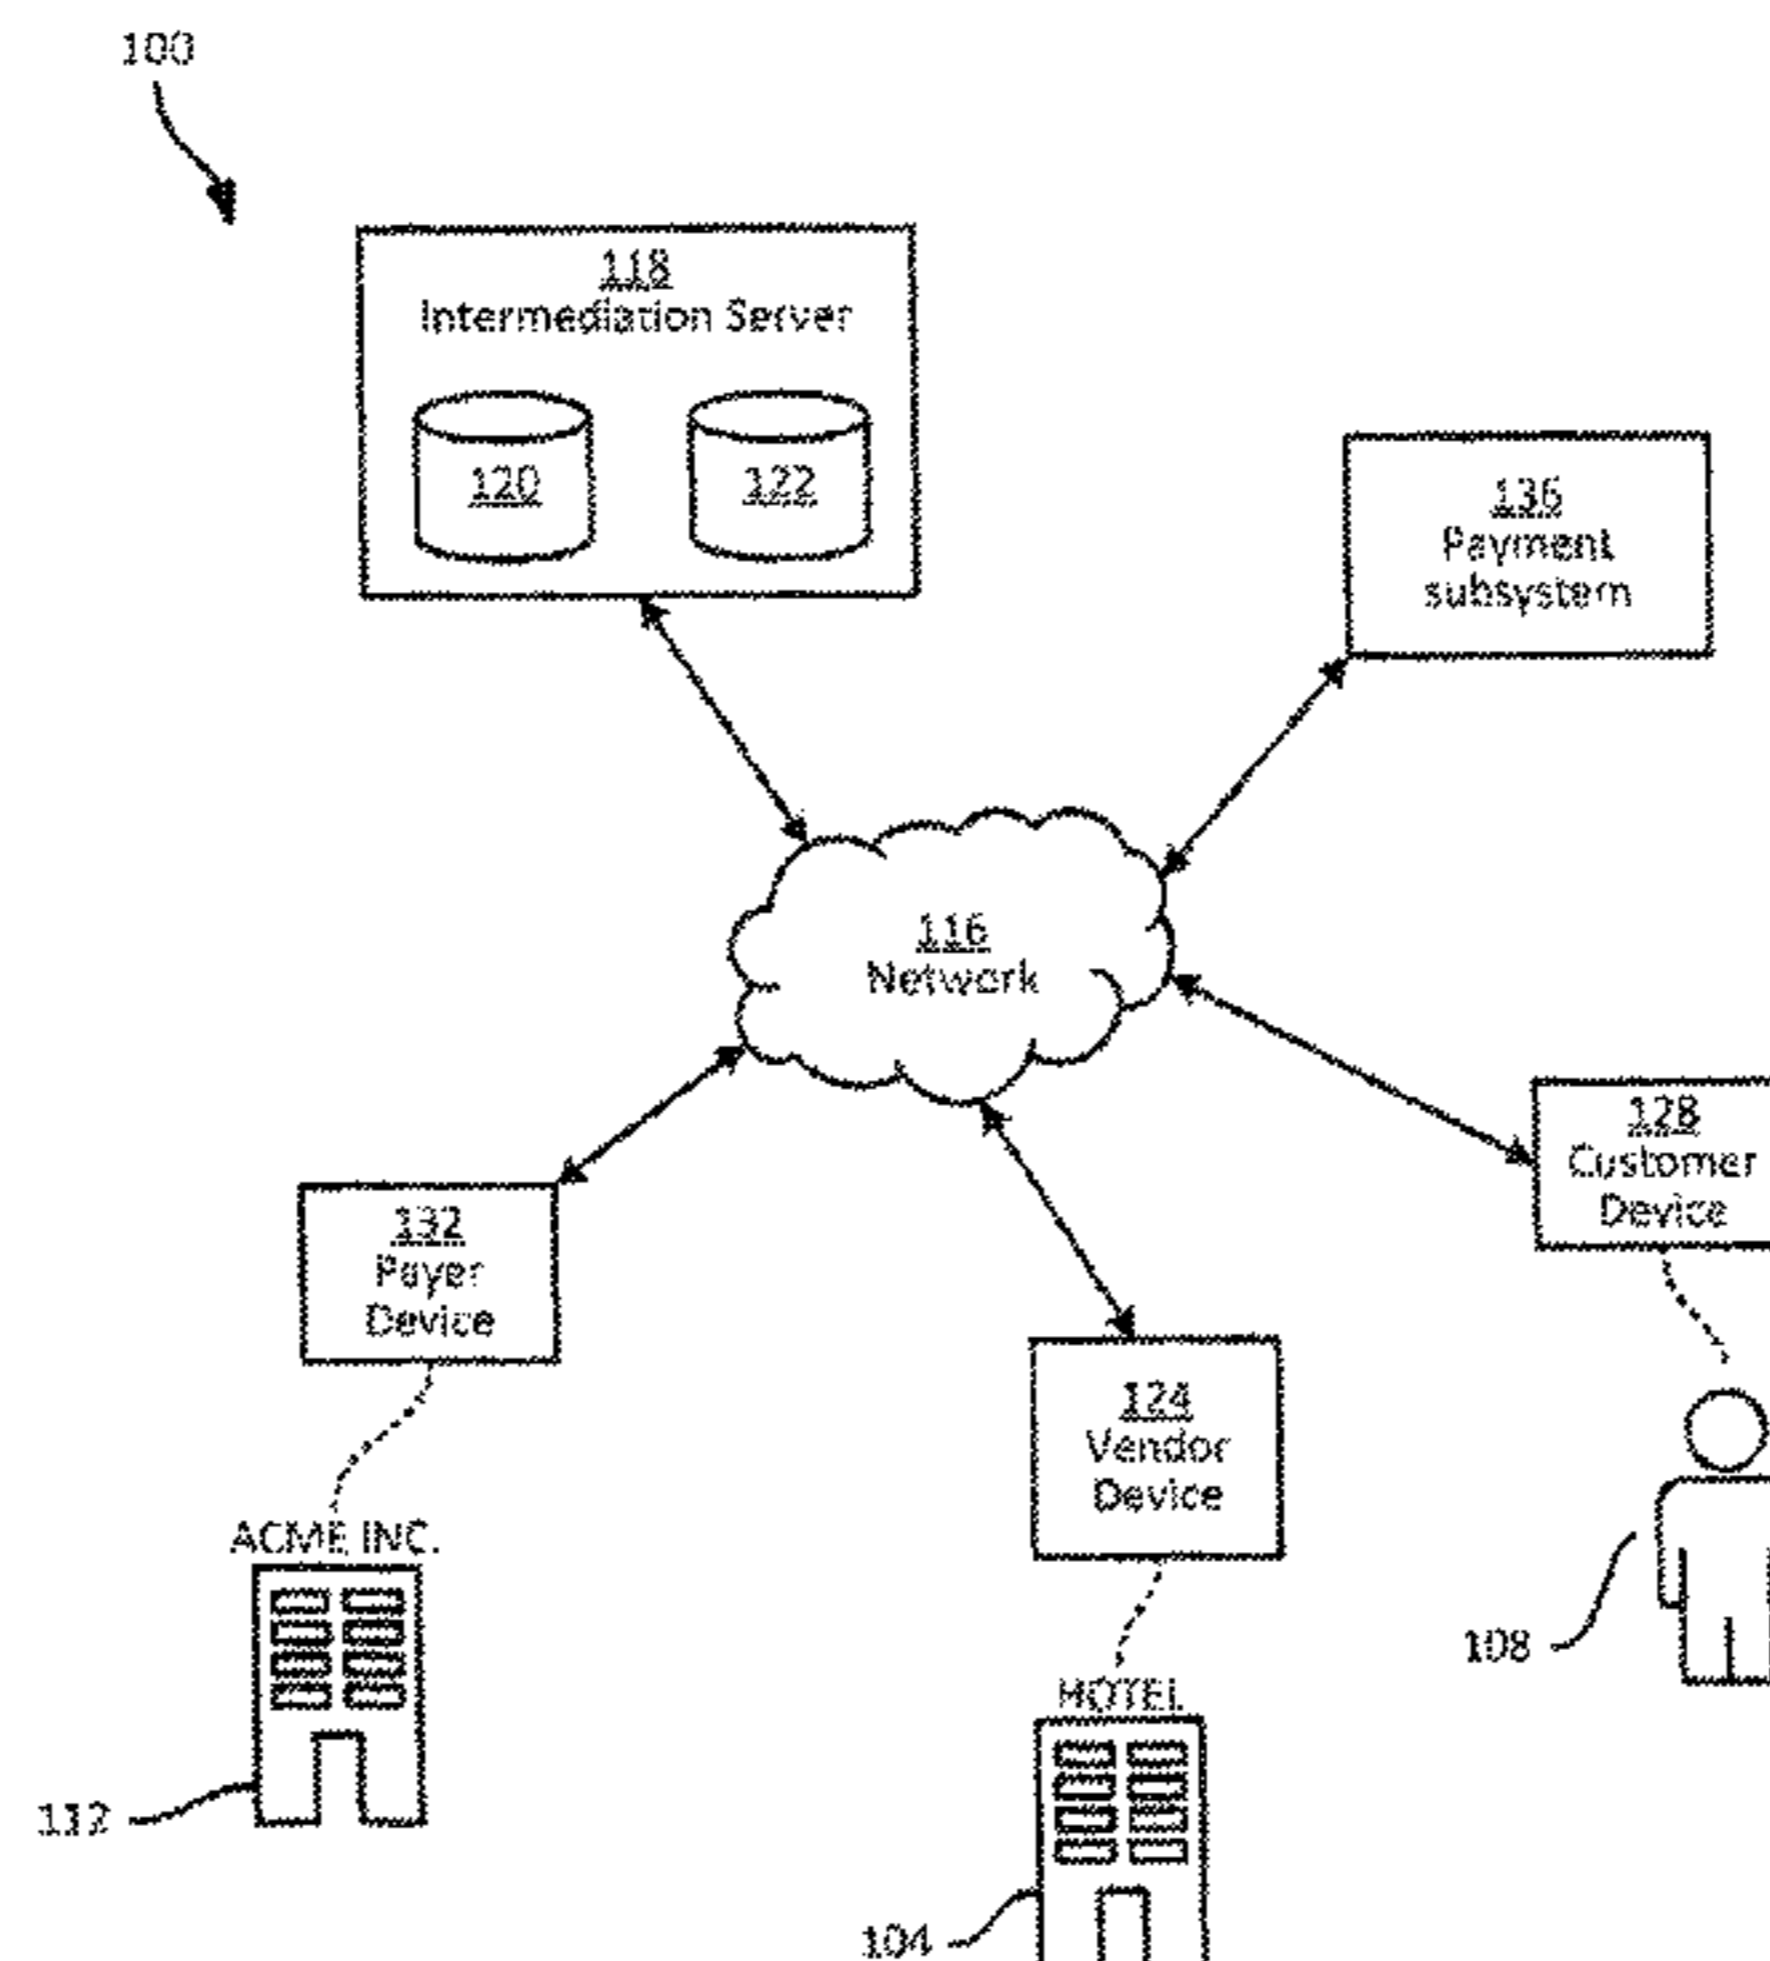 100
118
Intermediation Server
120
122
136
Payment
subsystem
116
Network
128
Customer
Device
132
Payer
Device
124
Vendor
Device
ACME INC.
108
HOTEL
112
104